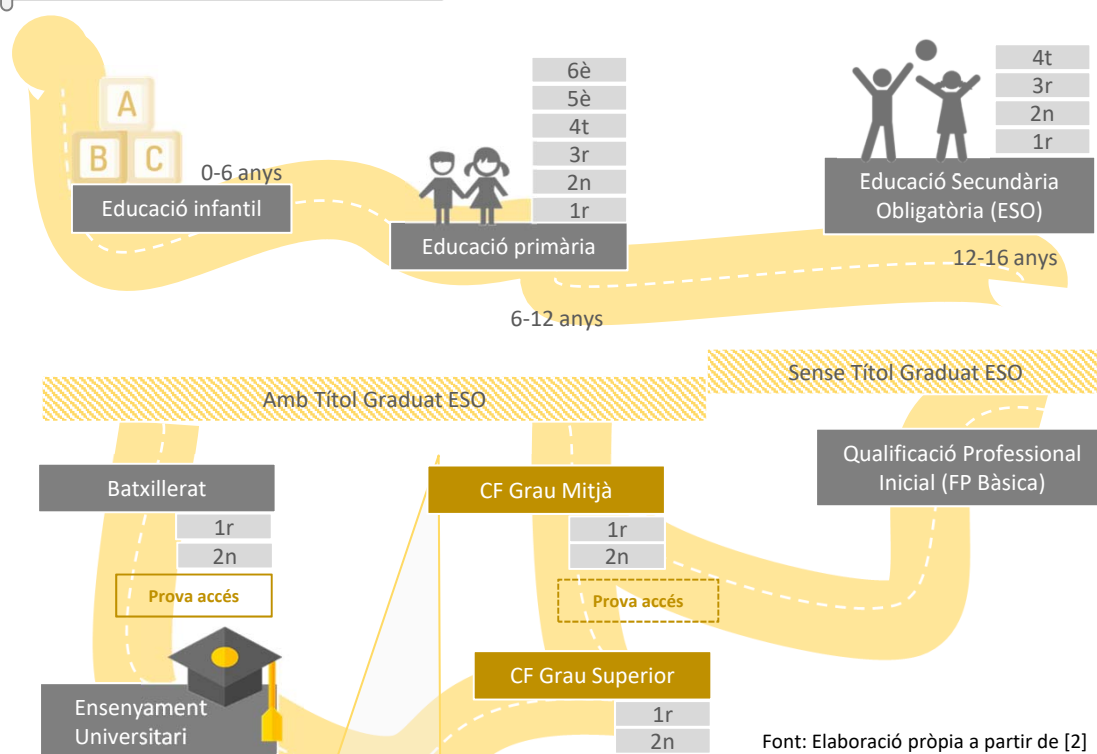 A
B C
0-6 anys
Educació infantil
6è
5è
4t
3r
2n
1r
Educació primària
6-12 anys
4t
3r
2n
1r
Educació Secundària
Obligatòria (ESO)
12-16 anys
Amb Títol Graduat ESO
Sense Títol Graduat ESO
Batxillerat
1r
2n
Prova accés
Ensenyament
Universitari
CF Grau Mitjà
1r
2n
Prova accés
CF Grau Superior
1r
2n
Qualificació Professional
Inicial (FP Bàsica)
Font: Elaboració pròpia a partir de [2]